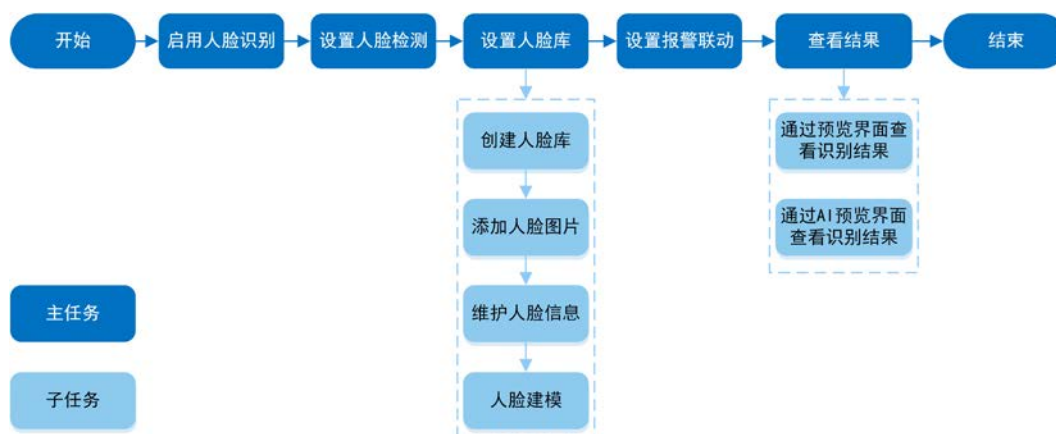 开始
启用人脸识别
设置人脸检测
设置人脸库
设置报警联动
查看结果
结束
创建人脸库
添加人脸图片
维护人脸信息
人脸建模
通过预览界面查
看识别结果
通过AI预览界面
查看识别结果
主任务
子任务